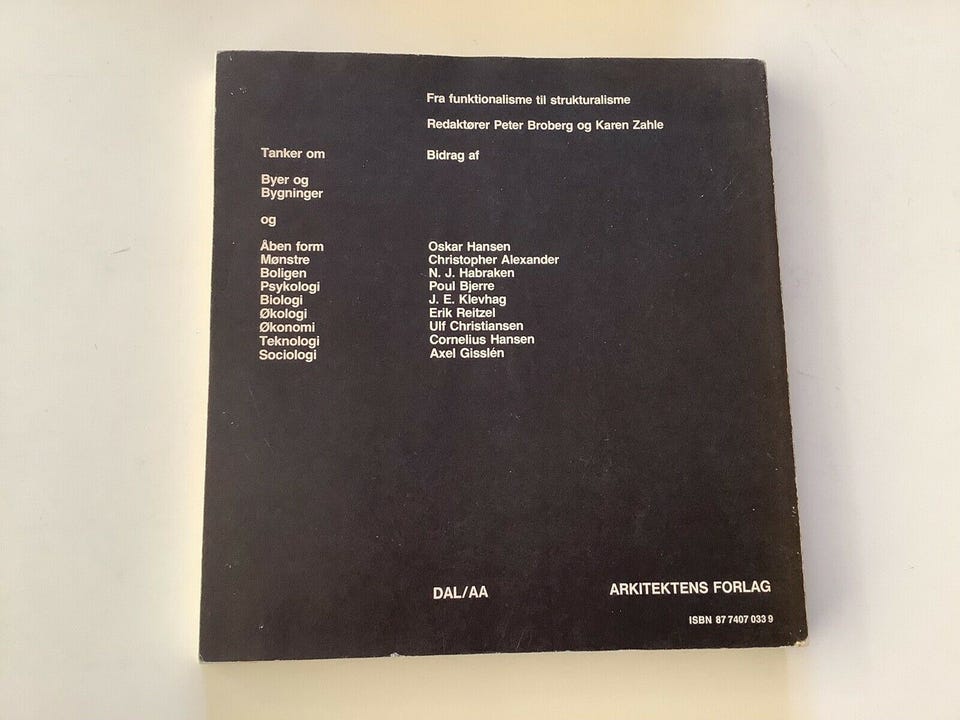 Fra funktionalisme til strukturalisme
Redaktører Peter Broberg og Karen Zahle
Tanker om Bidrag af
Byer og
Bygninger
og
Åben form Oskar Hansen
Mønstre Christopher Alexander
Boligen N. J. Habraken
Psykologi Poul Bjerre
Biologi J. E. Klevhag
Økologi Erik Reitzel
Økonomi Ulf Christiansen
Teknologi Cornelius Hansen
Sociologi Axel Gisslén
DAL/AA ARKITEKTENS FORLAG
ISBN 87 7407 033 9